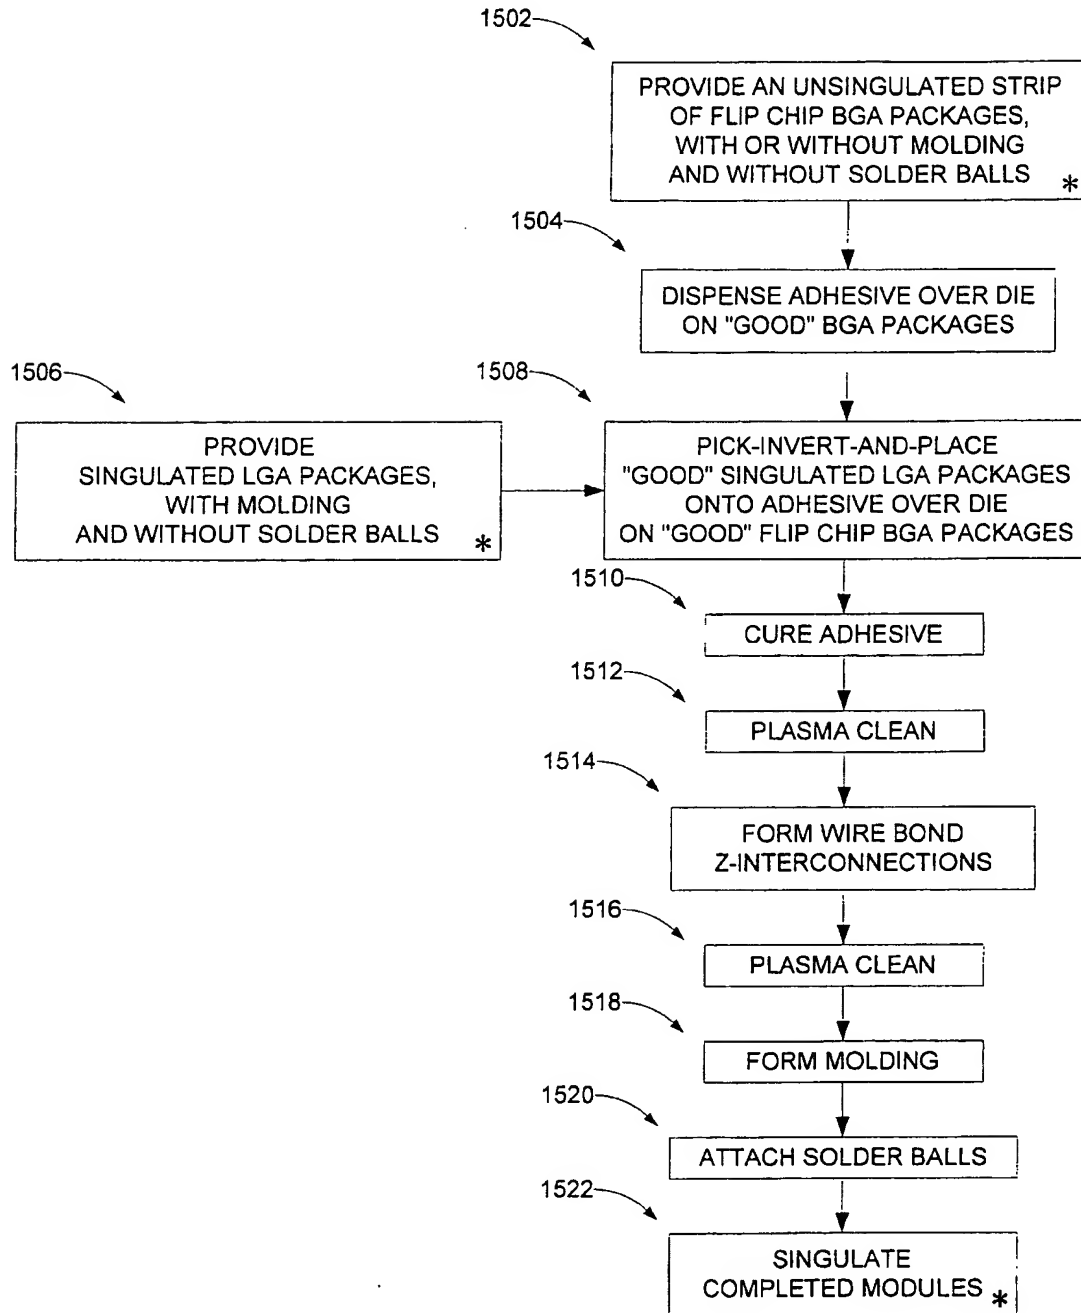 1502
PROVIDE AN UNSINGULATED STRIP
OF FLIP CHIP BGA PACKAGES,
WITH OR WITHOUT MOLDING
AND WITHOUT SOLDER BALLS *
1504
DISPENSE ADHESIVE OVER DIE
ON "GOOD" BGA PACKAGES
1506
PROVIDE
SINGULATED LGA PACKAGES,
WITH MOLDING
AND WITHOUT SOLDER BALLS *
1508
PICK-INVERT-AND-PLACE
"GOOD" SINGULATED LGA PACKAGES
ONTO ADHESIVE OVER DIE
ON "GOOD" FLIP CHIP BGA PACKAGES
1510
CURE ADHESIVE
1512
PLASMA CLEAN
1514
FORM WIRE BOND
Z-INTERCONNECTIONS
1516
PLASMA CLEAN
1518
FORM MOLDING
1520
ATTACH SOLDER BALLS
1522
SINGULATE
COMPLETED MODULES *